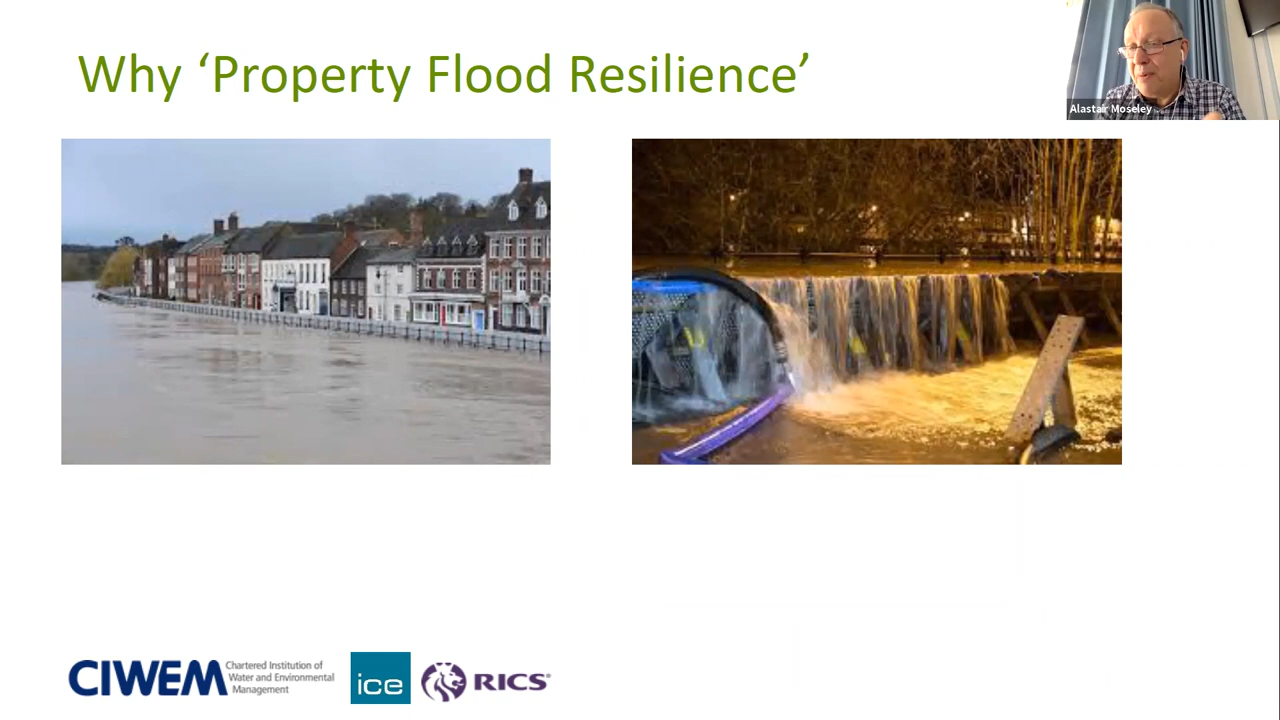 Why ‘Property Flood Resilience’
Alastair Moseley
CIWEM
Chartered Institution of
Water and Environmental
Management
ice
RICS®